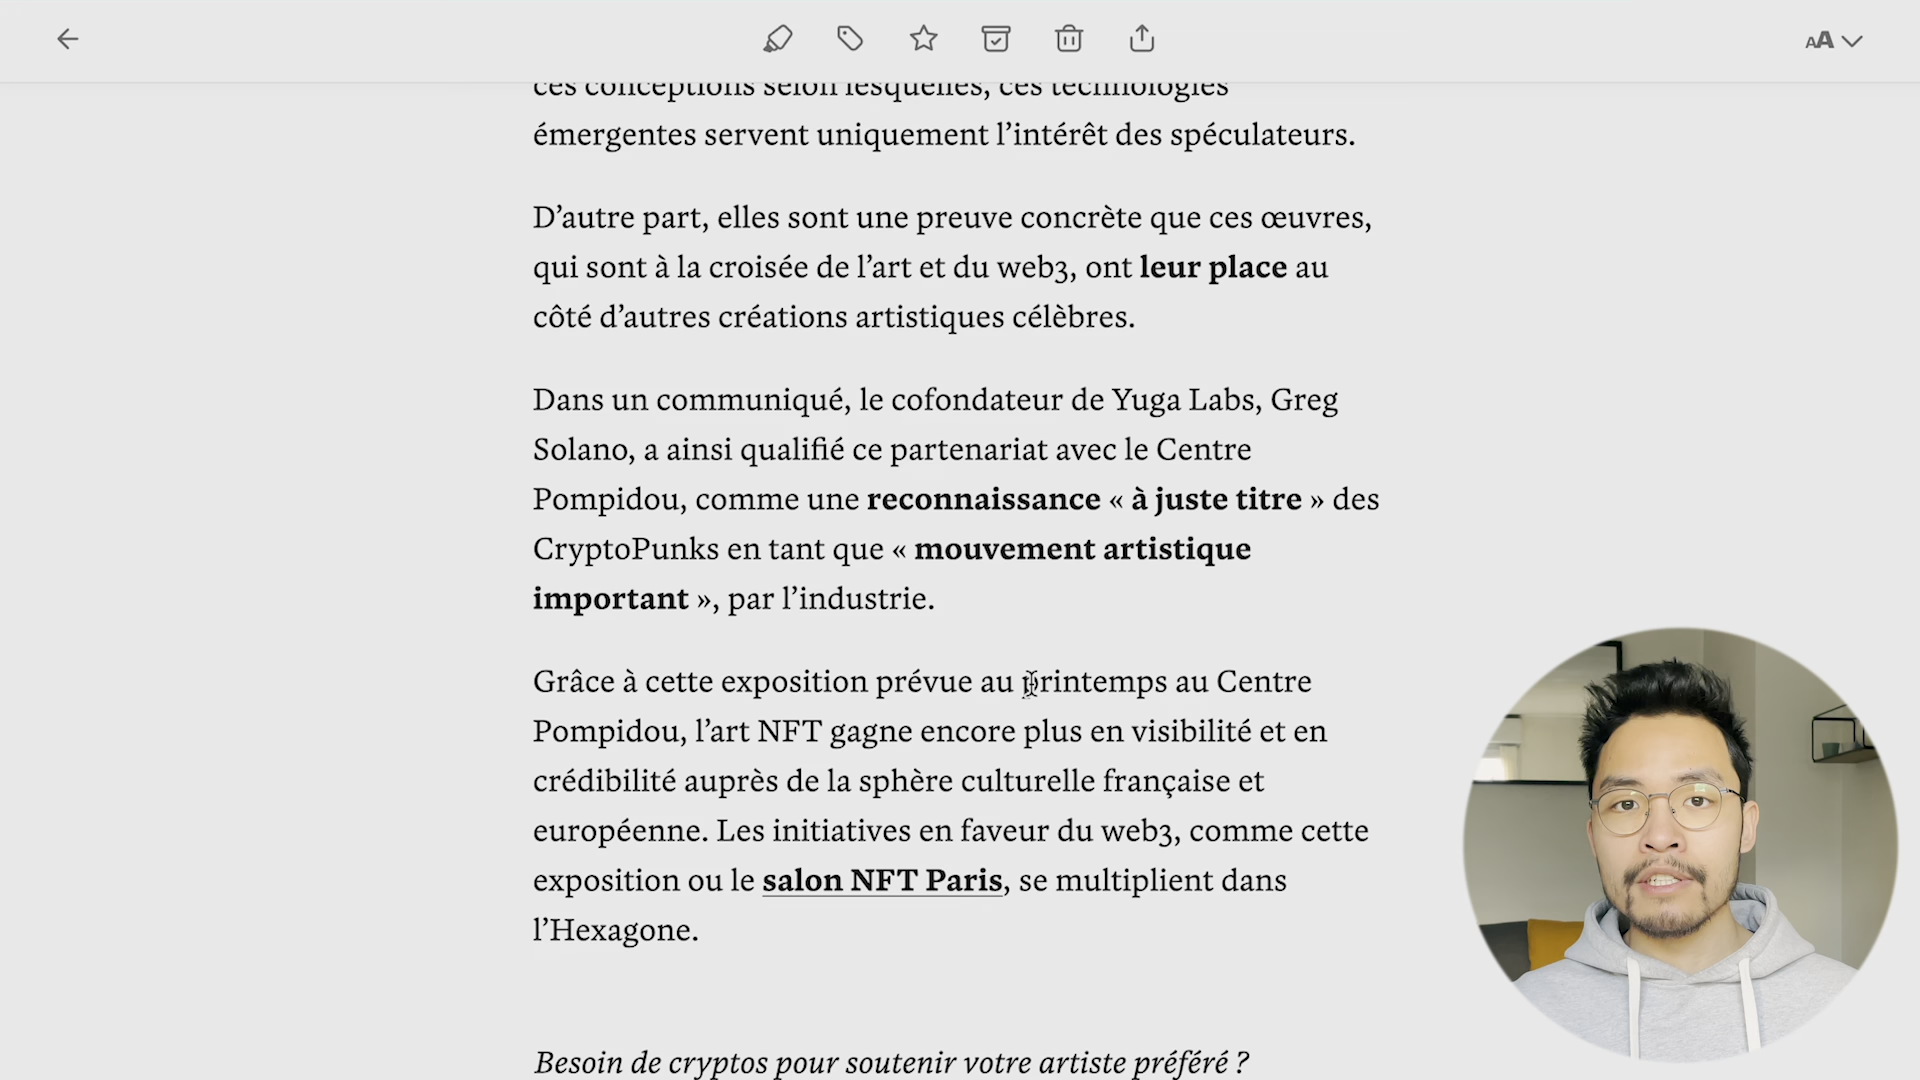 AA
ces conceptions selon lesquelles, ces technologies
émergentes servent uniquement l’intérêt des spéculateurs.
D’autre part, elles sont une preuve concrète que ces œuvres,
qui sont à la croisée de l’art et du web3, ont leur place au
côté d’autres créations artistiques célèbres.
Dans un communiqué, le cofondateur de Yuga Labs, Greg
Solano, a ainsi qualifié ce partenariat avec le Centre
Pompidou, comme une reconnaissance « à juste titre » des
CryptoPunks en tant que « mouvement artistique
important », par l’industrie.
Grâce à cette exposition prévue au printemps au Centre
Pompidou, l’art NFT gagne encore plus en visibilité et en
crédibilité auprès de la sphère culturelle française et
européenne. Les initiatives en faveur du web3, comme cette
exposition ou le salon NFT Paris, se multiplient dans
l’Hexagone.
Besoin de cryptos pour soutenir votre artiste préféré ?